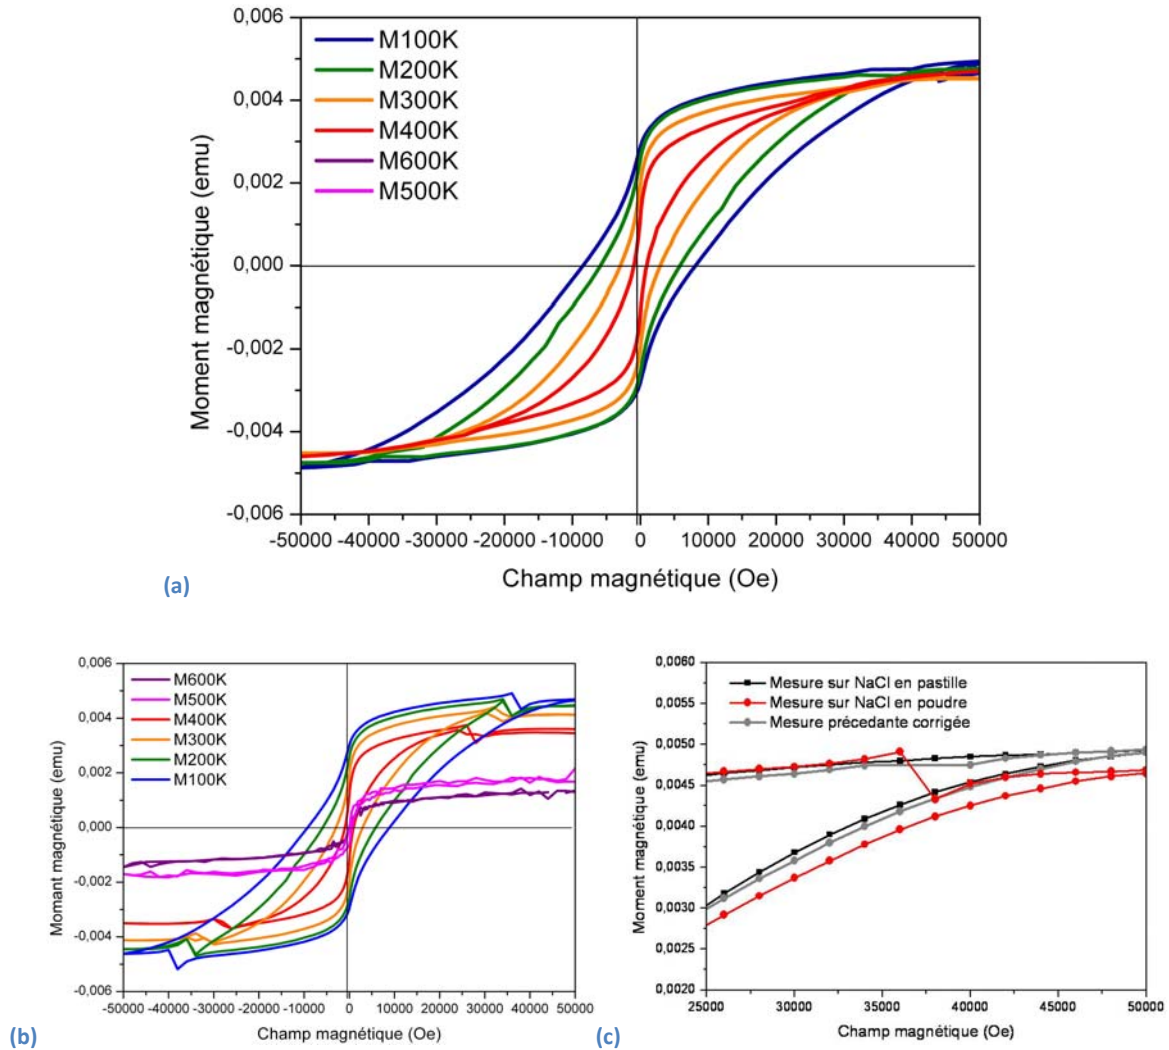 0,006
0,004
0,002
0,000
-0,002
-0,004
-0,006
Moment magnétique (emu)
M100K
M200K
M300K
M400K
M600K
M500K
-50000 -40000 -30000 -20000 -10000 0 10000 20000 30000 40000 50000
Champ magnétique (Oe)
(a)
0,006
0,004
0,002
0,000
-0,002
-0,004
-0,006
Momant magnétique (emu)
M600K
M500K
M400K
M300K
M200K
M100K
-50000 -40000 -30000 -20000 -10000 0 10000 20000 30000 40000 50000
Champ magnétique (Oe)
(b)
0,0060
0,0055
0,0050
0,0045
0,0040
0,0035
0,0030
0,0025
0,0020
Moment magnétique (emu)
Mesure sur NaCl en pastille
Mesure sur NaCl en poudre
Mesure précedante corrigée
25000 30000 35000 40000 45000 50000
Champ magnétique (Oe)
(c)